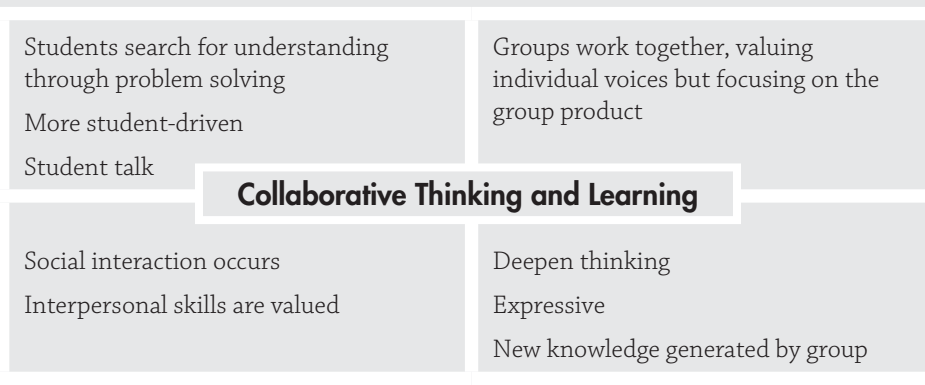 Students search for understanding
through problem solving
More student-driven
Student talk
Groups work together, valuing
individual voices but focusing on the
group product
Collaborative Thinking and Learning
Social interaction occurs
Interpersonal skills are valued
Deepen thinking
Expressive
New knowledge generated by group